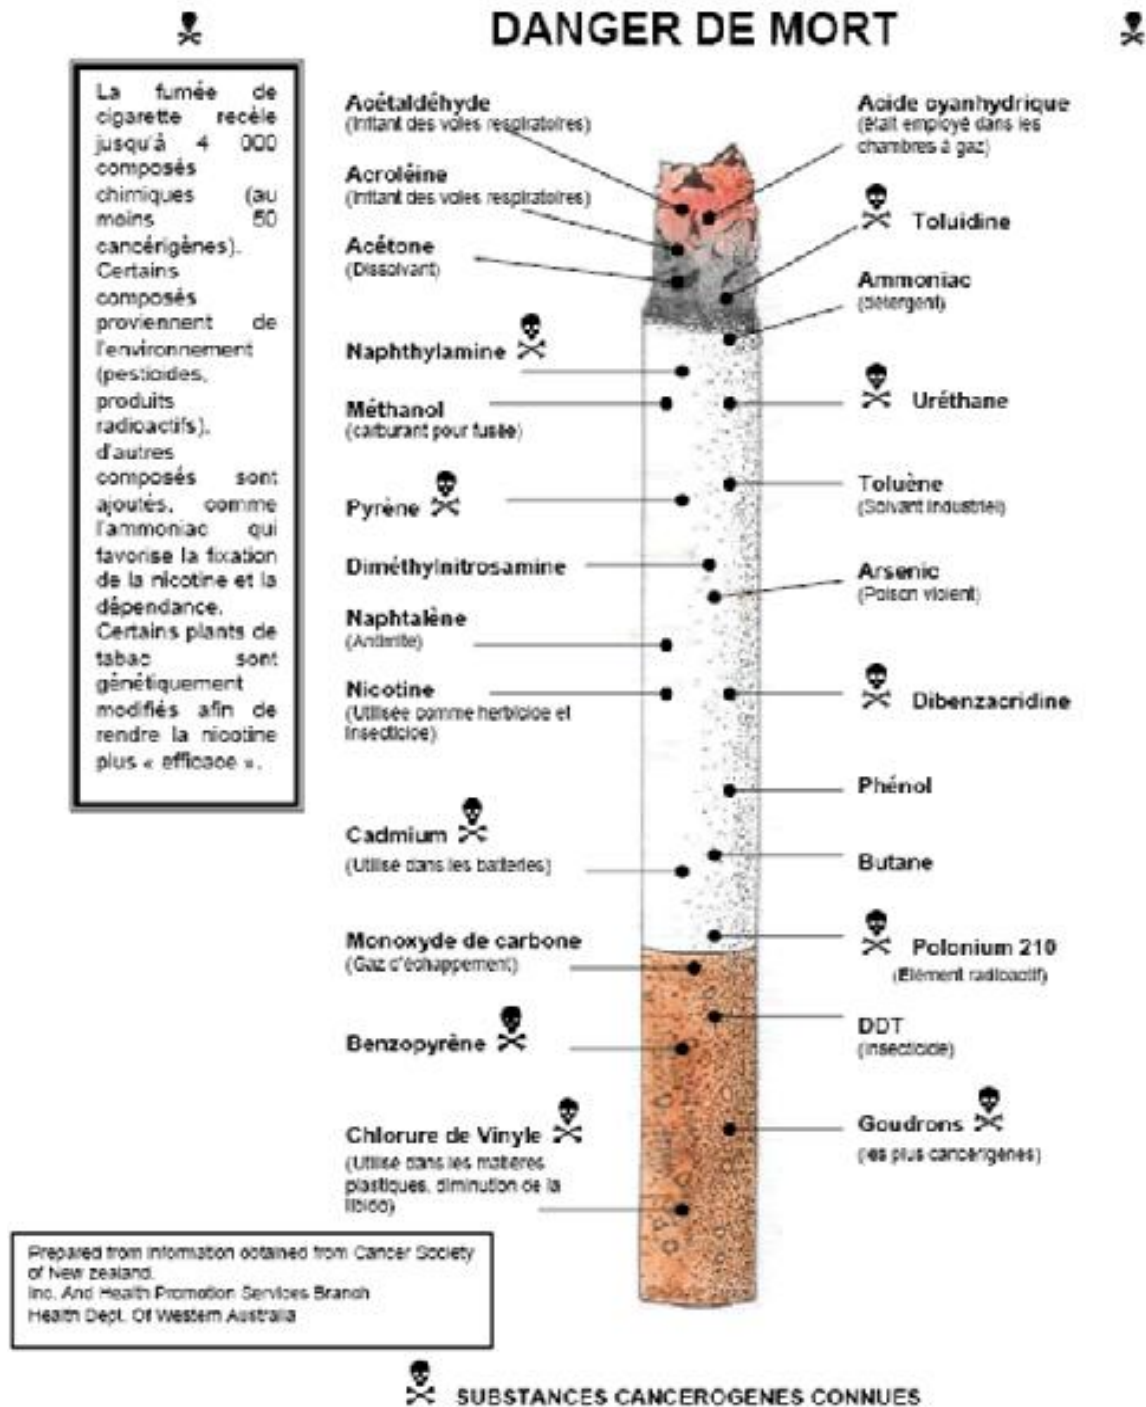 DANGER DE MORT
La fumée de
cigarette recèle
jusqu'à 4 000
composés
chimiques (au
moins 50
cancérigènes).
Certains
composés
proviennent de
l'environnement
(pesticides,
produits
radioactifs),
d'autres
composés sont
ajoutés, comme
l'ammoniac qui
favorise la fixation
de la nicotine et la
dépendance.
Certains plants de
tabac sont
génétiquement
modifiés afin de
rendre la nicotine
plus « efficace ».
Acétaldéhyde
(Irritant des voies respiratoires)
Acroléine
(Irritant des voies respiratoires)
Acétone
(Dissolvant)
Naphthylamine
Méthanol
(carburant pour fusée)
Pyrène
Diméthylnitrosamine
Naphtalène
(Antimite)
Nicotine
(Utilisée comme herbicide et
insecticide)
Cadmium
(Utilisé dans les batteries)
Monoxyde de carbone
(Gaz d'échappement)
Benzopyrène
Chlorure de Vinyle
(Utilisé dans les matières
plastiques, diminution de la
libido)
Acide cyanhydrique
(était employé dans les
chambres à gaz)
Toluidine
Ammoniac
(détergent)
Uréthane
Toluène
(Solvant industriel)
Arsenic
(Poison violent)
Dibenzacridine
Phénol
Butane
Polonium 210
(Elément radioactif)
DDT
(insecticide)
Goudrons
(les plus cancérigènes)
Prepared from information obtained from Cancer Society
of New zealand.
Inc. And Health Promotion Services Branch
Health Dept. Of Western Australia
SUBSTANCES CANCEROGENES CONNUES